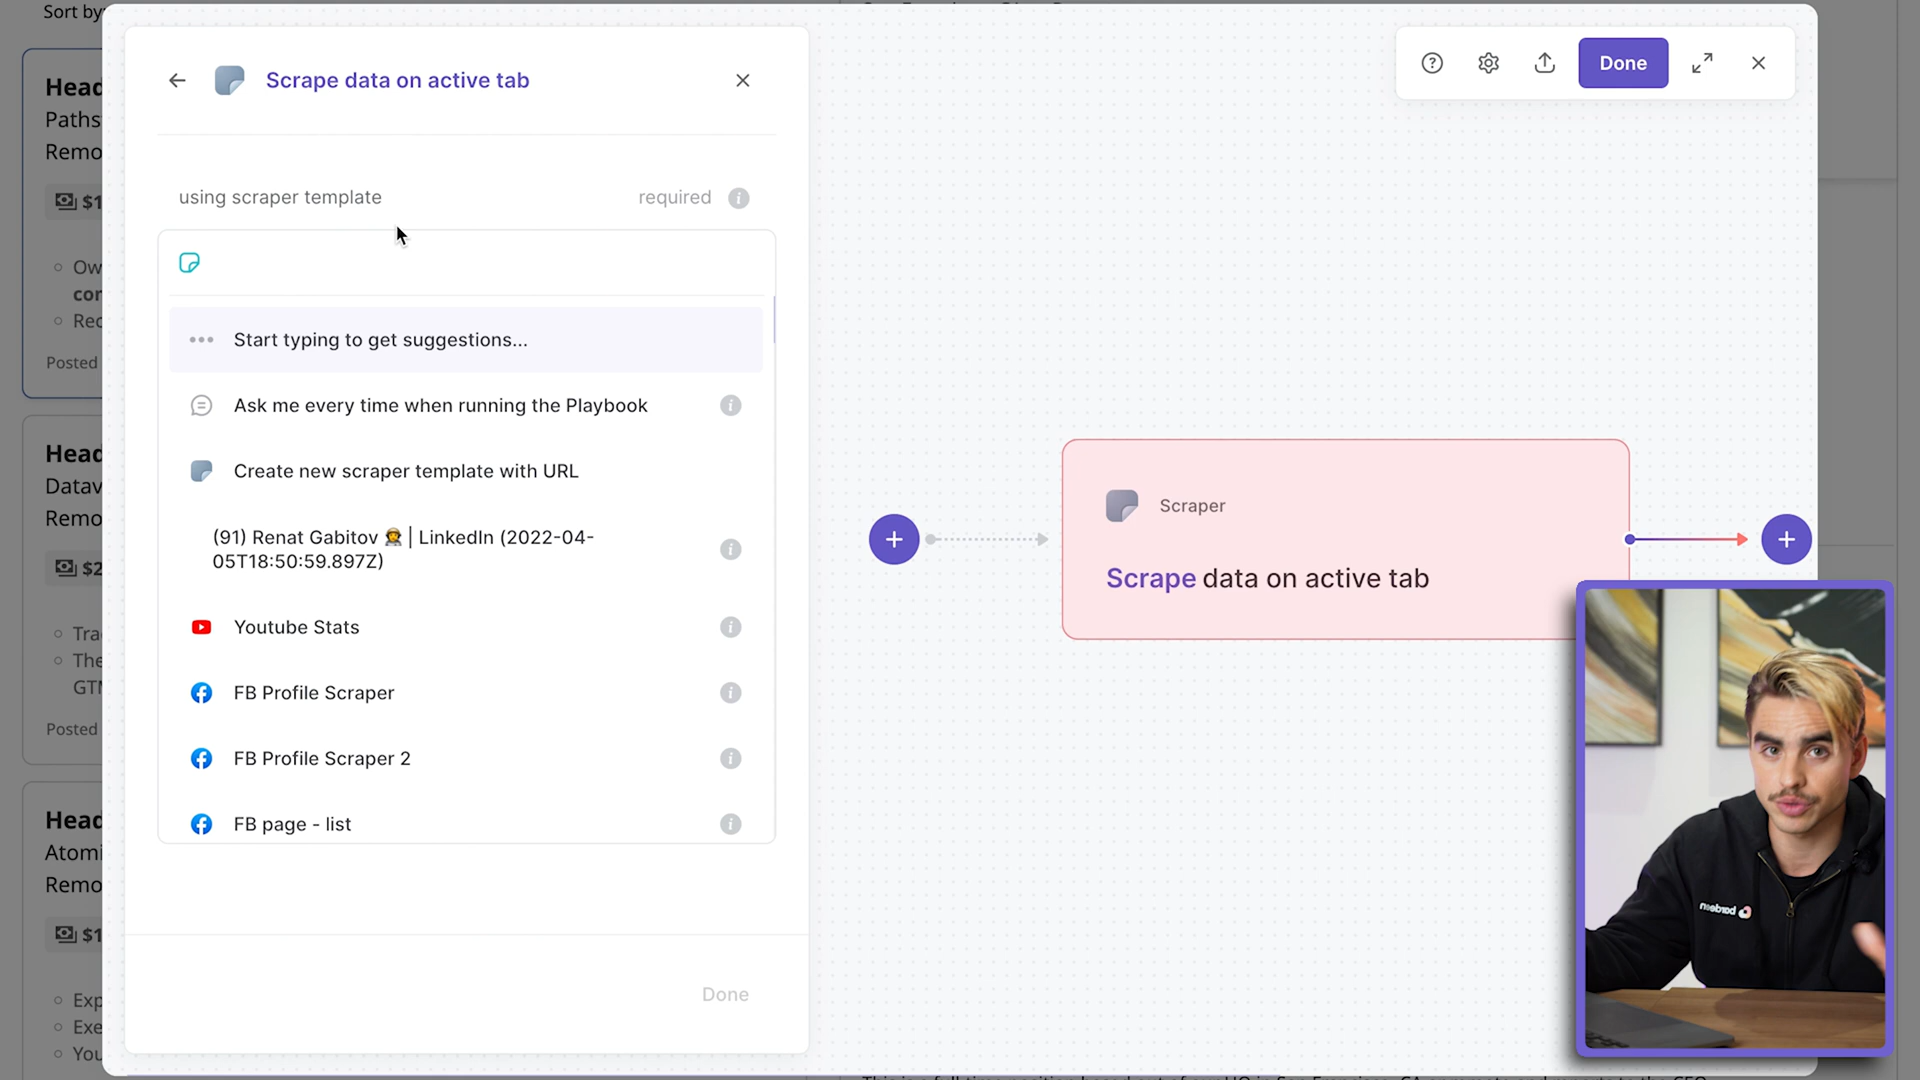 Sort by:
Head
Paths
Remo
$1
Ow
con
Rec
Posted
Head
Datav
Remo
$2
Tra
The
GTM
Posted
Head
Atomi
Remo
$1
Exp
Exe
You
Scrape data on active tab
using scraper template
required
Start typing to get suggestions...
Ask me every time when running the Playbook
Create new scraper template with URL
(91) Renat Gabitov 🧑‍🚀 | LinkedIn (2022-04-
05T18:50:59.897Z)
Youtube Stats
FB Profile Scraper
FB Profile Scraper 2
FB page - list
Done
Done
Scraper
Scrape data on active tab
bardeen